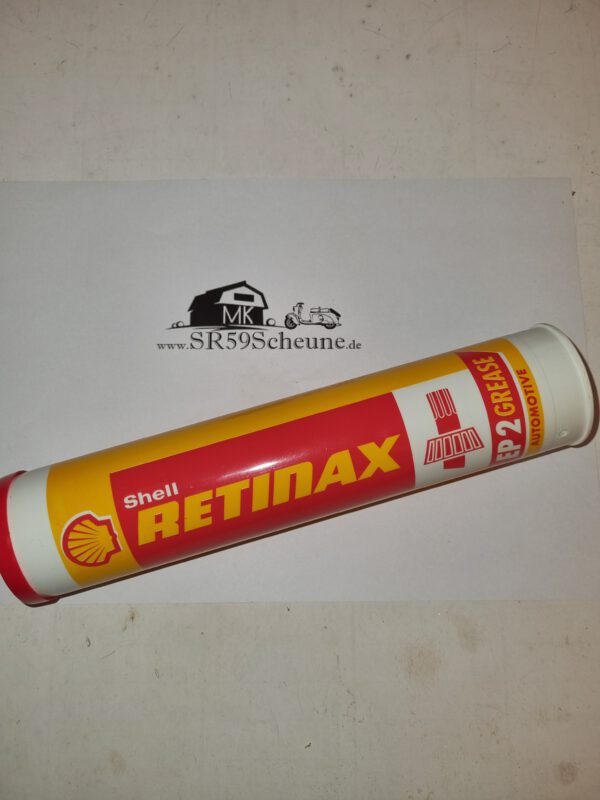 MK
www.SR59Scheune.de
Shell
RETINAX
EP 2 GREASE
AUTOMOTIVE